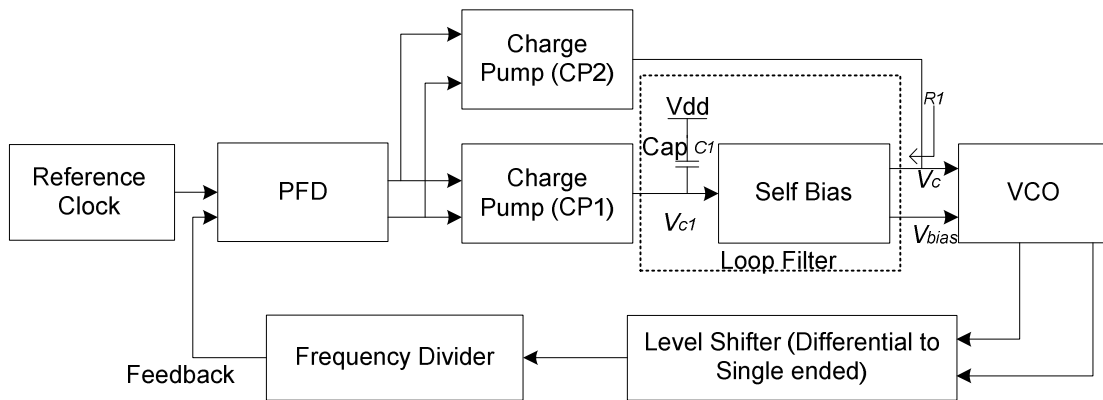 Charge
Pump (CP2)
R1
Vdd
Cap C1
Reference
Clock
PFD
Charge
Pump (CP1)
Vc1
Self Bias
Vc
Vbias
VCO
Loop Filter
Feedback
Frequency Divider
Level Shifter (Differential to
Single ended)